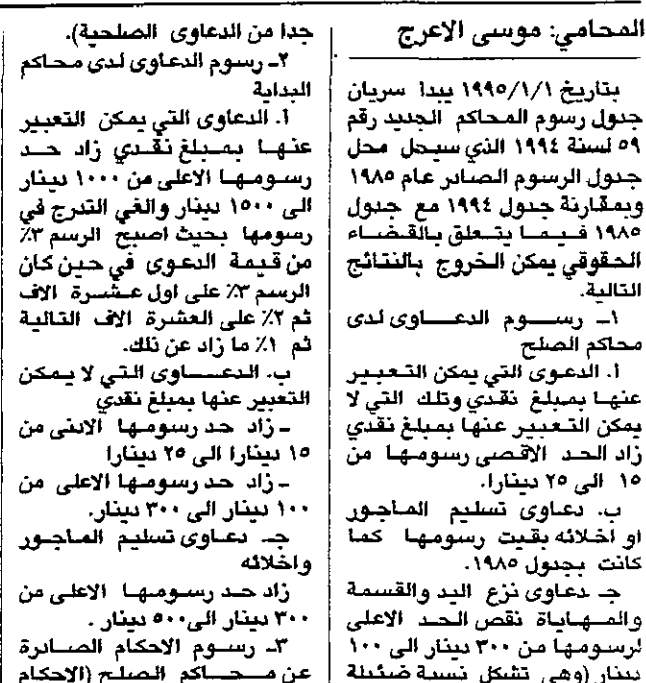 المحامي: موسى الاعرج
بتاريخ ١٩٩٥/١/١ يبدا سريان
جدول رسوم المحاكم الجديد رقم
٥٩ لسنة ١٩٩٤ الذي سيحل محل
جدول الرسوم الصادر عام ١٩٨٥
وبمقارنة جدول ١٩٩٤ مع جدول
١٩٨٥ فيما يتعلق بالقضاء
الحقوقي يمكن الخروج بالنتائج
التالية.
١ـ رسوم الدعاوى لدى
محاكم الصلح
أ. الدعوى التي يمكن التعبير
عنها بمبلغ نقدي وتلك التي لا
يمكن التعبير عنها بمبلغ نقدي
زاد الحد الاقصى رسومها من
١٥ الى ٢٥ دينارا.
ب. دعاوى تسليم الماجور
او اخلائه بقيت رسومها كما
كانت بجدول ١٩٨٥.
جـ دعاوى نزع اليد والقسمة
والمهاياة نقص الحد الاعلى
لرسومها من ٣٠٠ دينار الى ١٠٠
دينار (وهي تشكل نسبة ضئيلة
جدا من الدعاوى الصلحية).
٢ـ رسوم الدعاوى لدى محاكم
البداية
أ. الدعاوى التي يمكن التعبير
عنها بمبلغ نقدي زاد حد
رسومها الاعلى من ١٠٠٠ دينار
الى ١٥٠٠ دينار والغي التدرج في
رسومها بحيث اصبح الرسم ٣٪
من قيمة الدعوى في حين كان
الرسم ٣٪ على اول عشرة الاف
ثم ٢٪ على العشرة الاف التالية
ثم ١٪ ما زاد عن ذلك.
ب. الدعاوى التي لا يمكن
التعبير عنها بمبلغ نقدي
ـ زاد حد رسومها الادنى من
١٥ دينارا الى ٢٥ دينارا
ـ زاد حد رسومها الاعلى من
١٠٠ دينار الى ٣٠٠ دينار.
جـ دعاوى تسليم الماجور
واخلائه
زاد حد رسومها الاعلى من
٣٠٠ دينار الى ٥٠٠ دينار .
٣ـ رسوم الاحكام الصادرة
عن محاكم الصلح (الاحكام